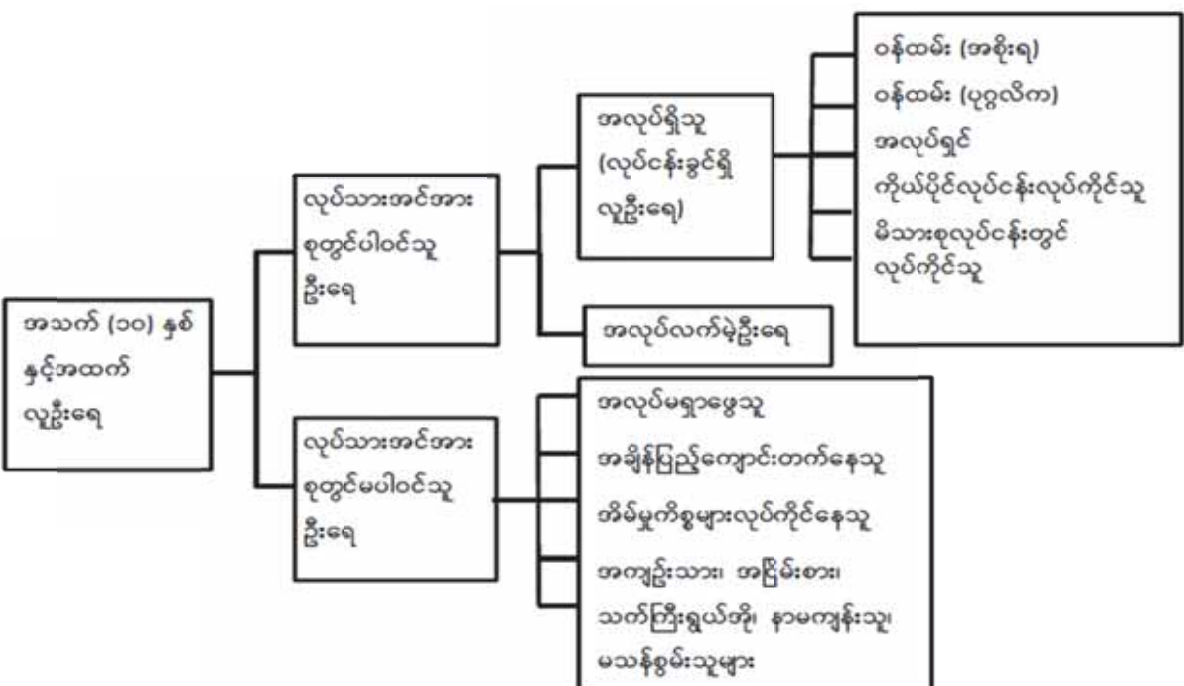 အသက် (၁၀) နှစ်
နှင့်အထက်
လူဦးရေ
လုပ်သားအင်အား
စုတွင်ပါဝင်သူ
ဦးရေ
အလုပ်ရှိသူ
(လုပ်ငန်းခွင်ရှိ
လူဦးရေ)
ဝန်ထမ်း (အစိုးရ)
ဝန်ထမ်း (ပုဂ္ဂလိက)
အလုပ်ရှင်
ကိုယ်ပိုင်လုပ်ငန်းလုပ်ကိုင်သူ
မိသားစုလုပ်ငန်းတွင်
လုပ်ကိုင်သူ
အလုပ်လက်မဲ့ဦးရေ
လုပ်သားအင်အား
စုတွင်မပါဝင်သူ
ဦးရေ
အလုပ်မရှာဖွေသူ
အချိန်ပြည့်ကျောင်းတက်နေသူ
အိမ်မှုကိစ္စများလုပ်ကိုင်နေသူ
အကျဉ်းသား၊ အငြိမ်းစား၊
သက်ကြီးရွယ်အို၊ နာမကျန်းသူ၊
မသန်စွမ်းသူများ